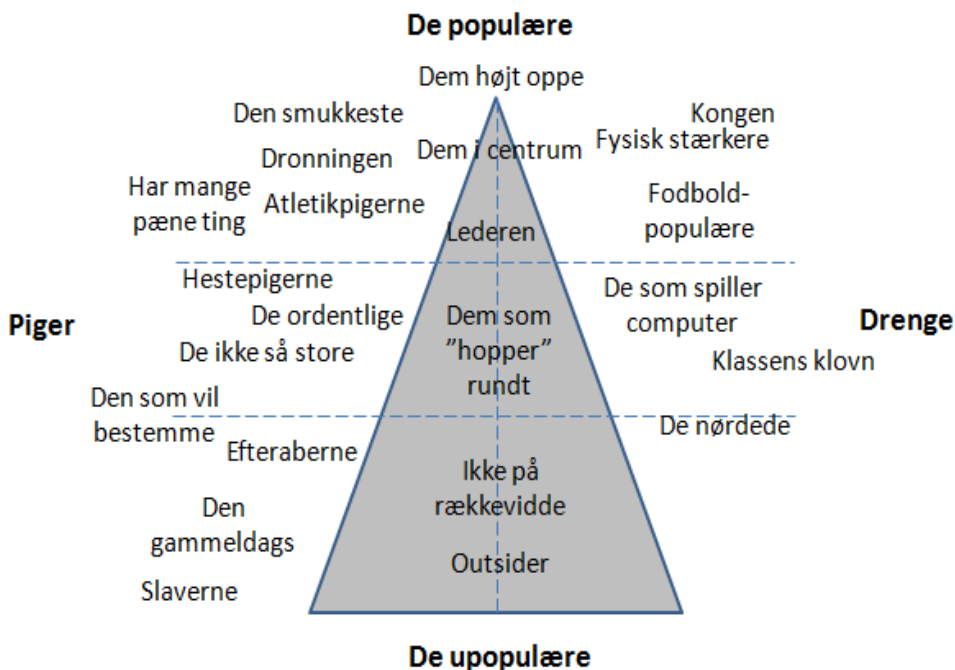 De populære
Dem højt oppe
Den smukkeste
Kongen
Fysisk stærkere
Dronningen
Dem i centrum
Har mange
pæne ting
Atletikpigerne
Fodbold-
populære
Lederen
Hestepigerne
De som spiller
computer
Piger
De ordentlige
Dem som
”hopper”
rundt
Drenge
De ikke så store
Klassens klovn
Den som vil
bestemme
De nørdede
Efteraberne
Ikke på
rækkevidde
Den
gammeldags
Outsider
Slaverne
De upopulære